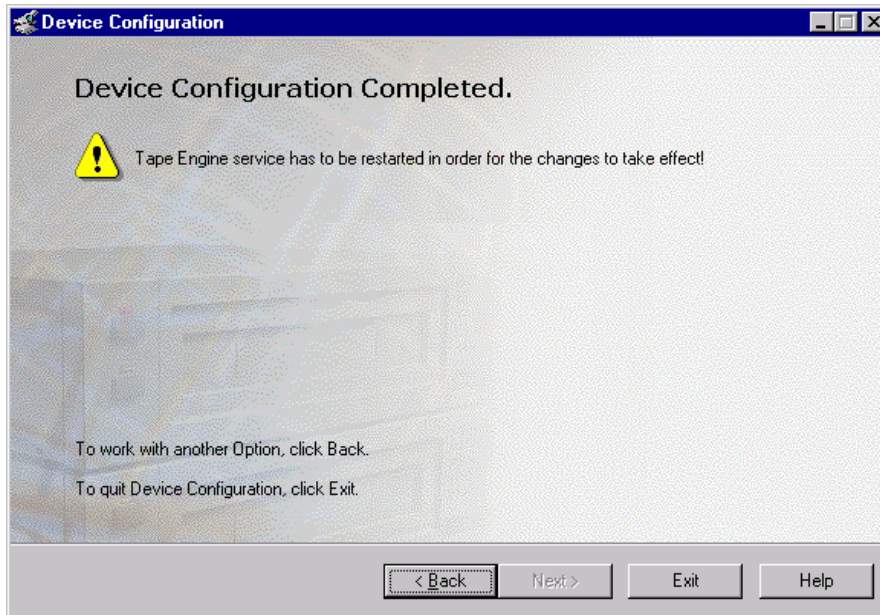 Device Configuration
Device Configuration Completed.
Tape Engine service has to be restarted in order for the changes to take effect!
To work with another Option, click Back.
To quit Device Configuration, click Exit.
< Back Next > Exit Help